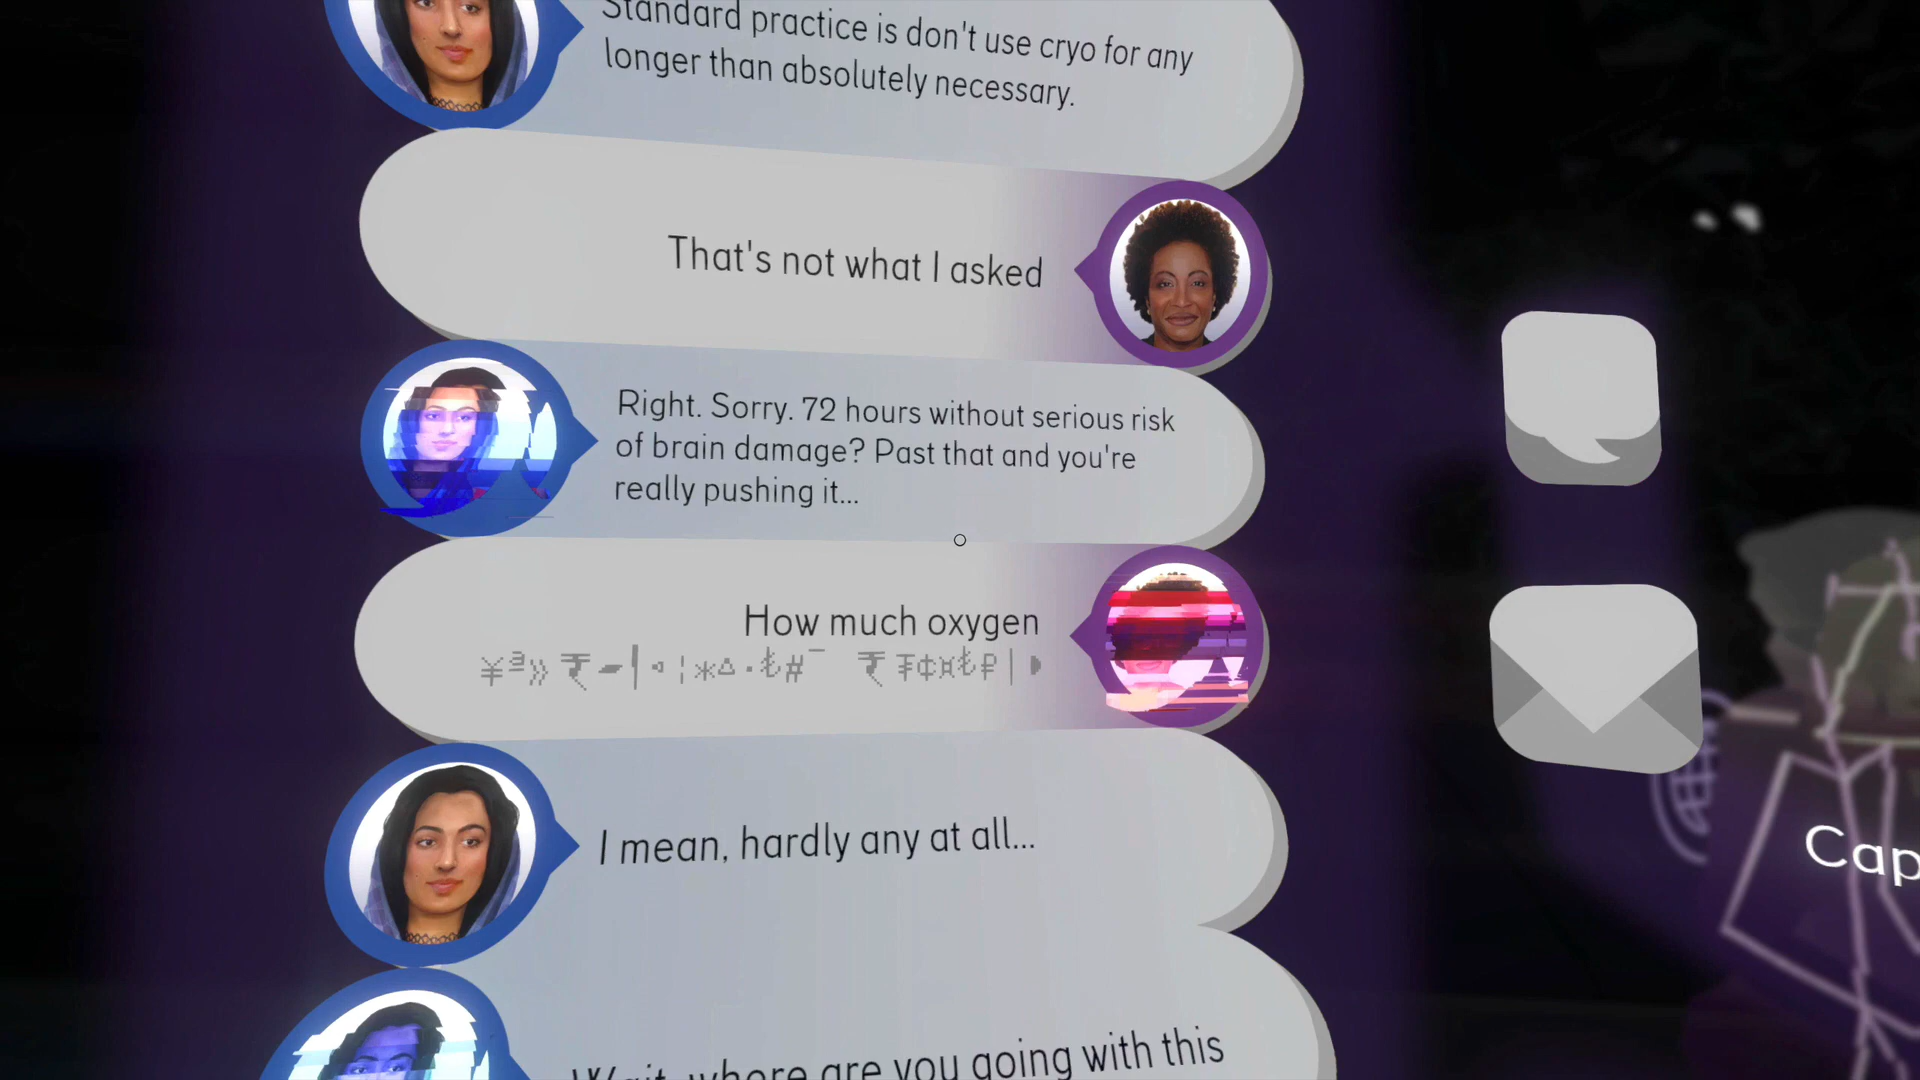 Standard practice is don't use cryo for any
longer than absolutely necessary.
That's not what I asked
Right. Sorry. 72 hours without serious risk
of brain damage? Past that and you're
really pushing it...
How much oxygen
I mean, hardly any at all...
Wait, where are you going with this
Cap